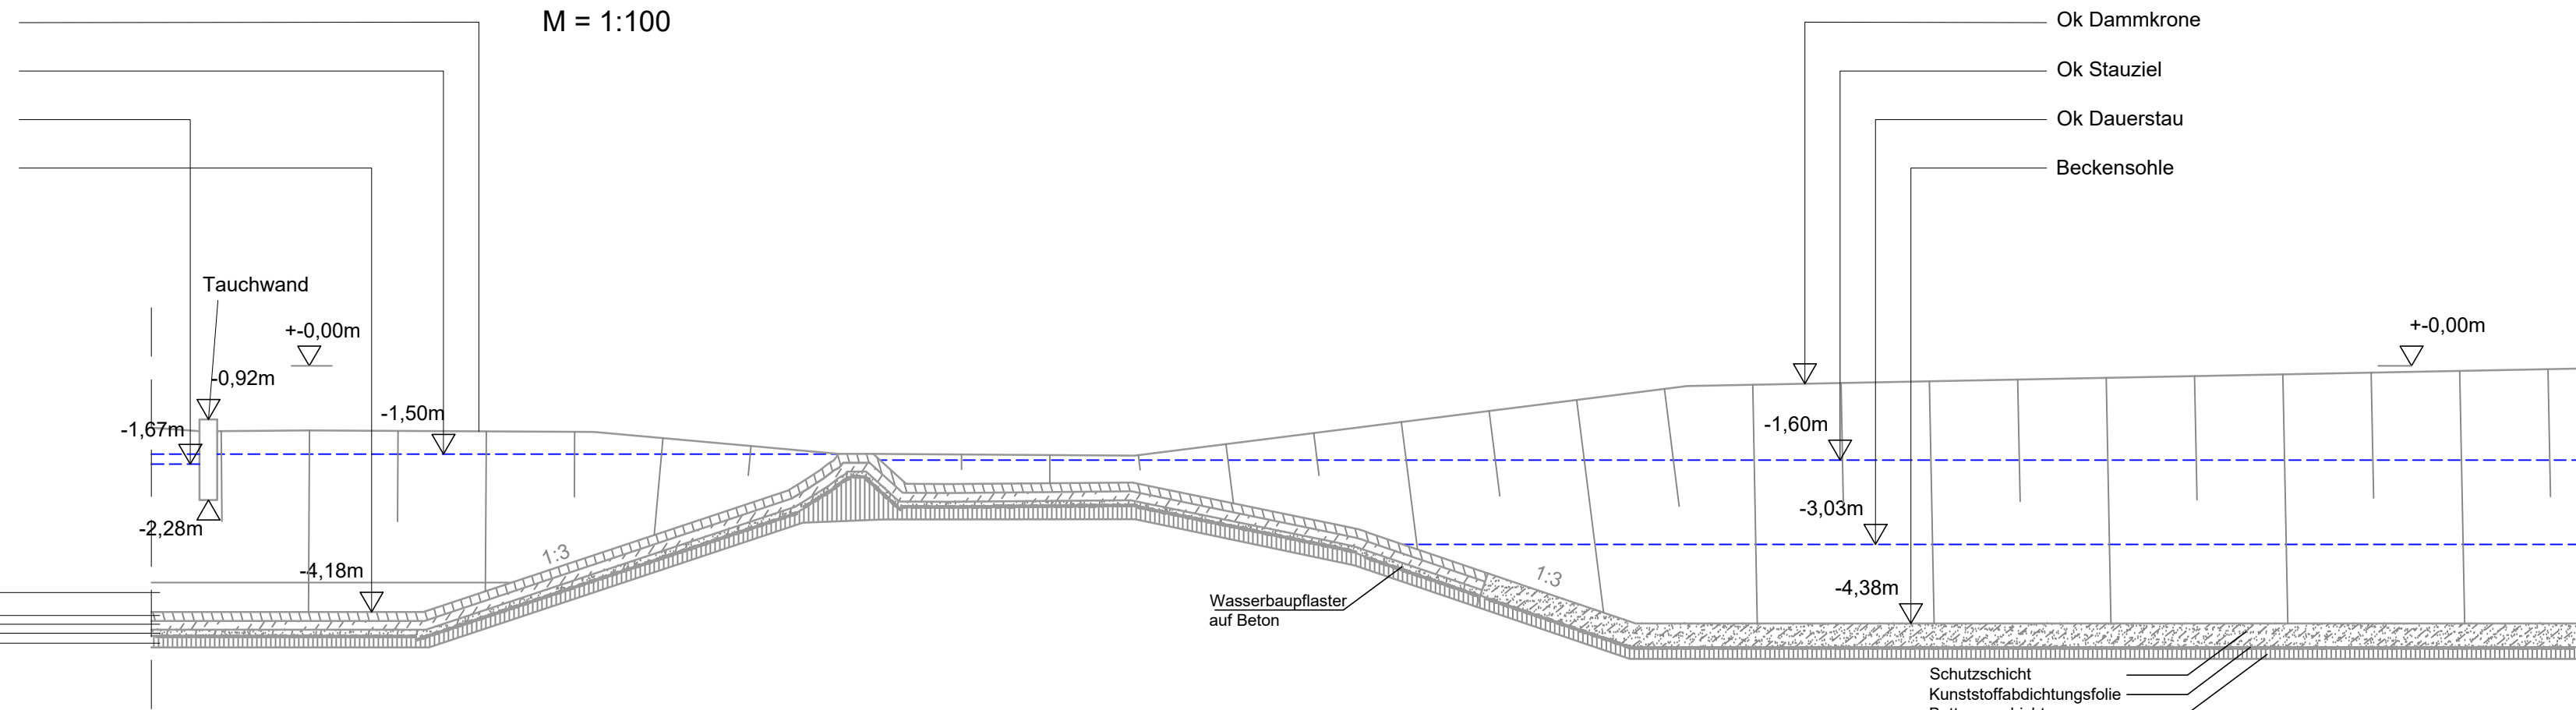 M = 1:100
Ok Dammkrone
Ok Stauziel
Ok Dauerstau
Beckensohle
Tauchwand
+-0,00m
+-0,00m
-0,92m
-1,50m
-1,67m
-1,60m
-3,03m
-2,28m
1:3
-4,18m
1:3
-4,38m
Wasserbaupflaster
auf Beton
Schutzschicht
Kunststoffabdichtungsfolie